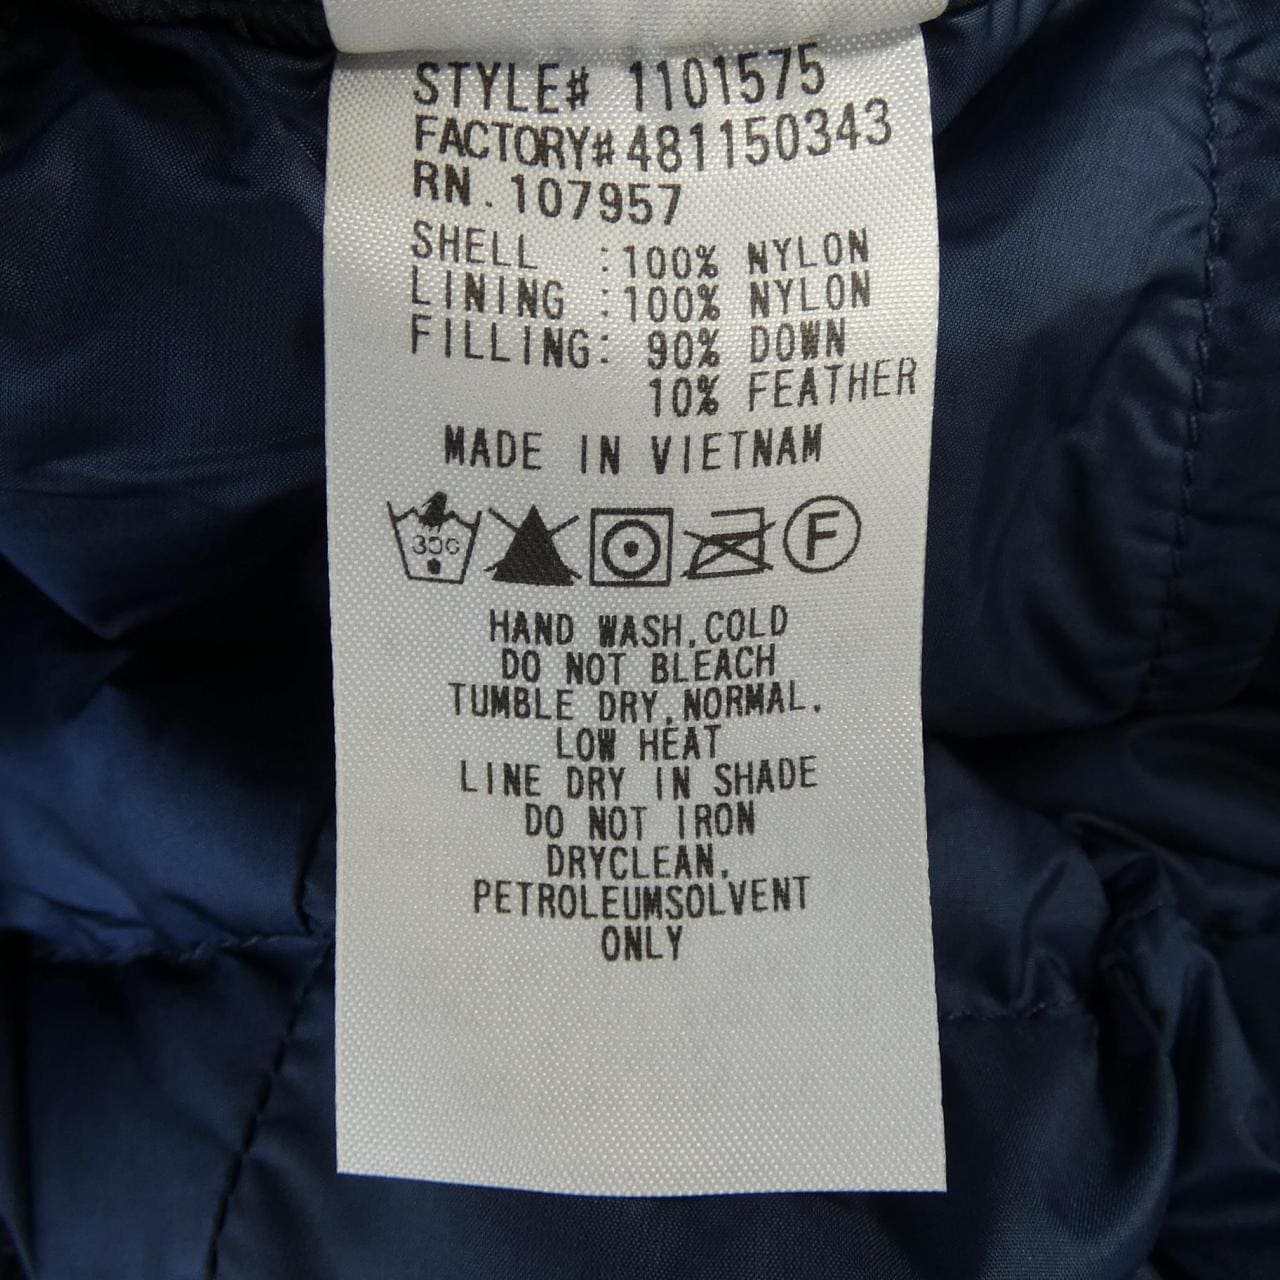 STYLE# 1101575
FACTORY# 481150343
RN. 107957
SHELL :100% NYLON
LINING :100% NYLON
FILLING: 90% DOWN
10% FEATHER
MADE IN VIETNAM
30C F
HAND WASH,COLD
DO NOT BLEACH
TUMBLE DRY,NORMAL,
LOW HEAT
LINE DRY IN SHADE
DO NOT IRON
DRYCLEAN,
PETROLEUMSOLVENT
ONLY